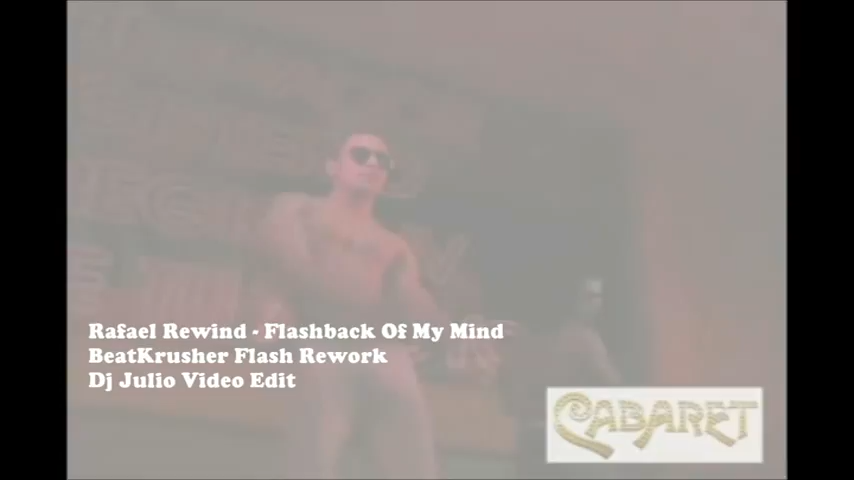 Rafael Rewind - Flashback Of My Mind
BeatKrusher Flash Rework
Dj Julio Video Edit
CABARET